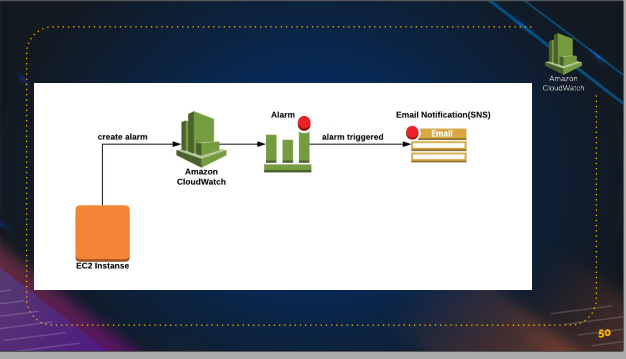 Amazon
CloudWatch
Alarm
Email Notification(SNS)
create alarm
alarm triggered
Email
Amazon
CloudWatch
EC2 Instanse
50